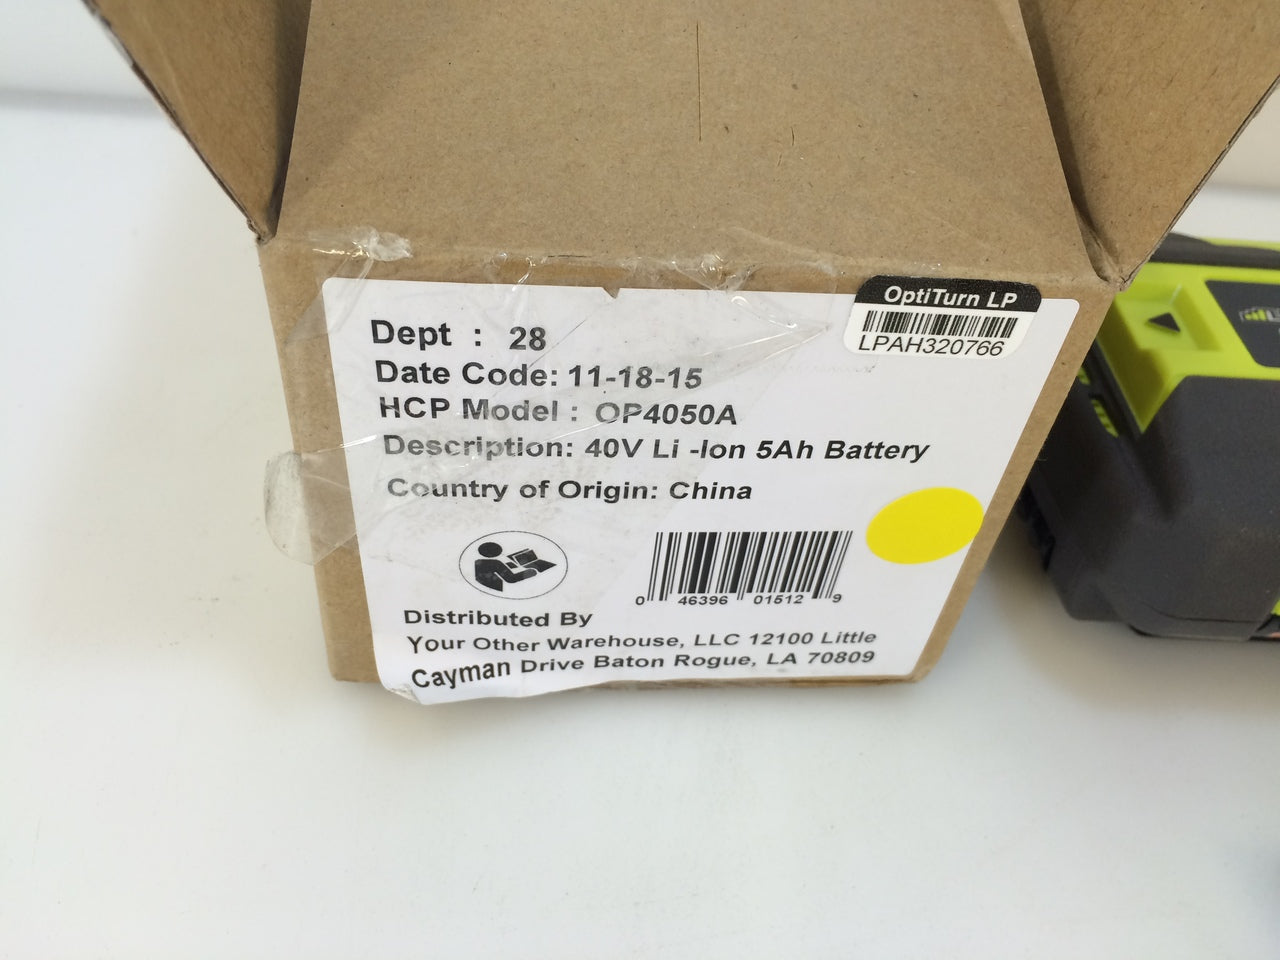 OptiTurn LP
LPAH320766
Dept : 28
Date Code: 11-18-15
HCP Model : OP4050A
Description: 40V Li -Ion 5Ah Battery
Country of Origin: China
0 46396 01512 9
Distributed By
Your Other Warehouse, LLC 12100 Little
Cayman Drive Baton Rogue, LA 70809